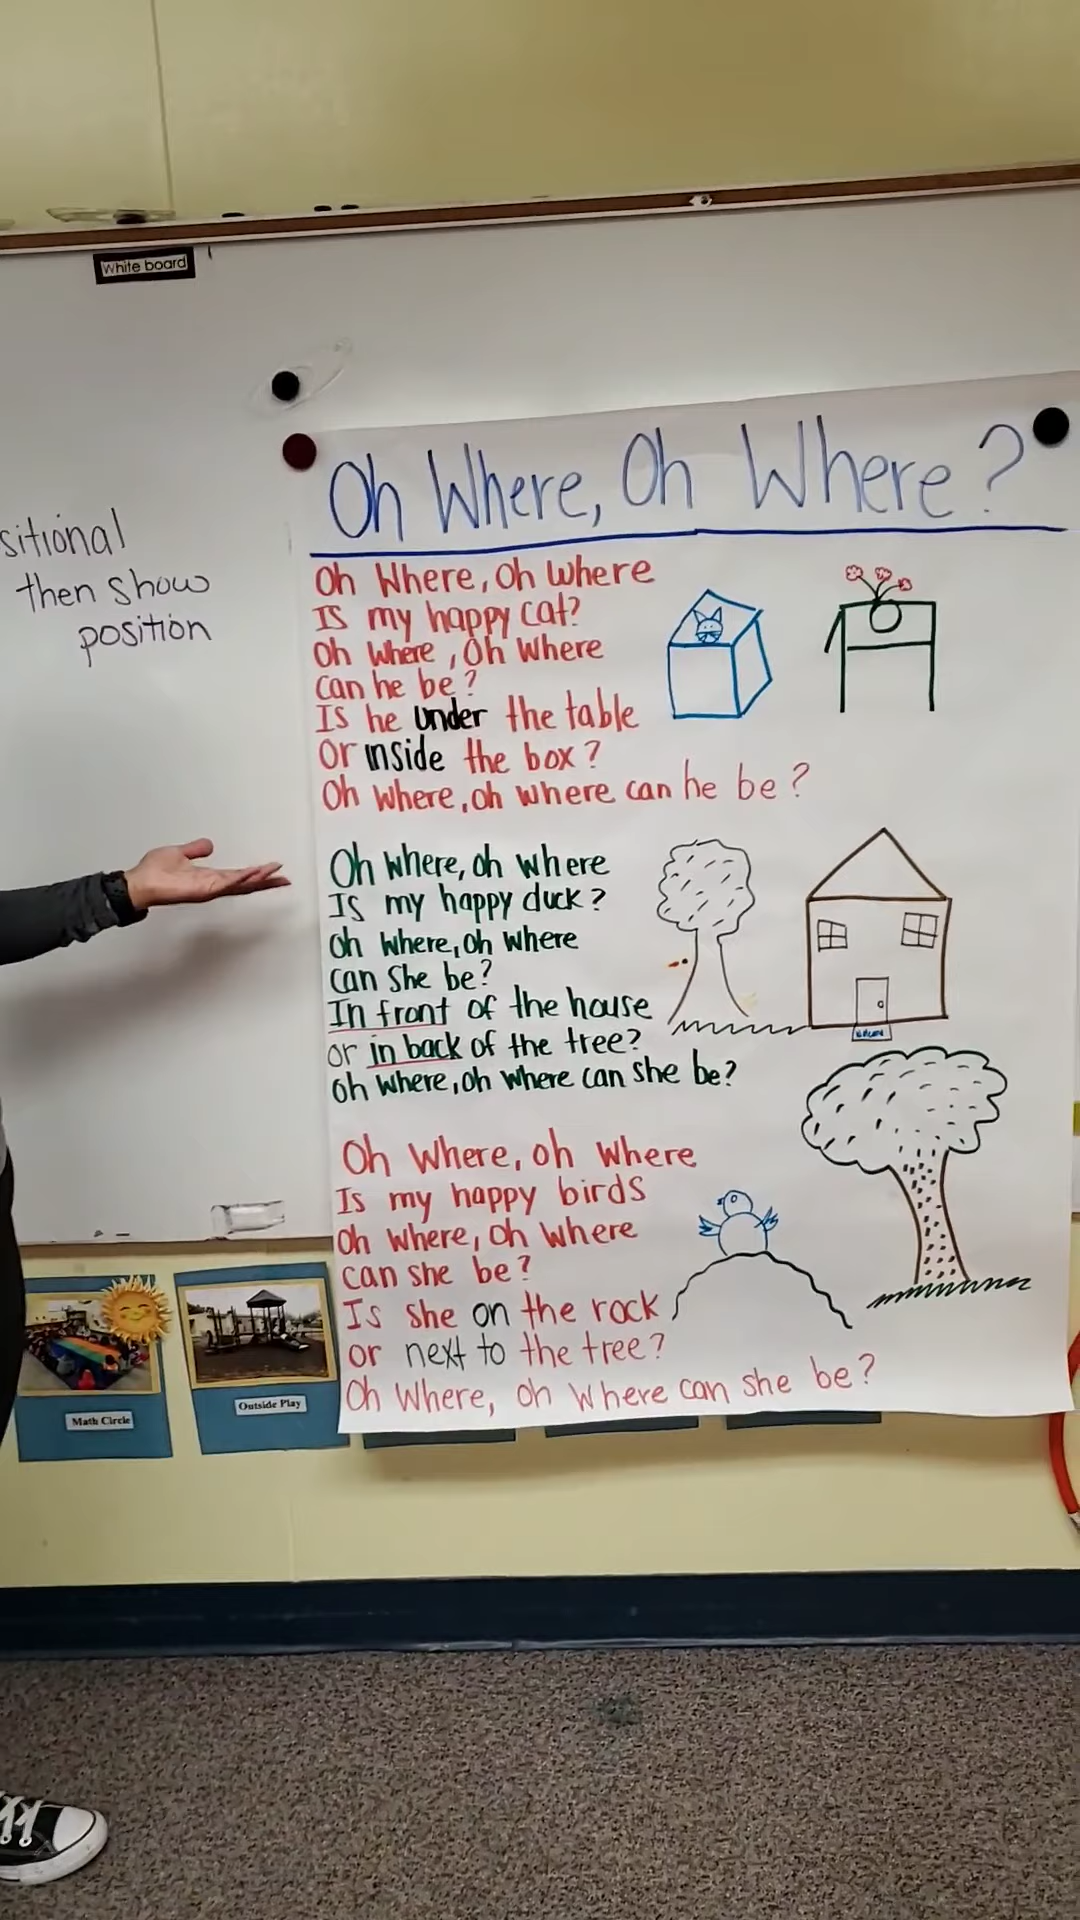 White board
sitional
then show
position
Oh Where, Oh Where?
Oh Where, Oh Where
Is my happy cat?
Oh Where, Oh Where
Can he be?
Is he under the table
Or inside the box?
Oh Where, oh where can he be?
Oh where, oh where
Is my happy duck?
Oh where, oh where
Can She be?
In front of the house
or in back of the tree?
Oh where, oh where can she be?
Oh Where, oh Where
Is my happy birds
Oh where, Oh Where
Can she be?
Is she on the rock
or next to the tree?
Oh Where, oh Where can she be?
Math Circle
Outside Play